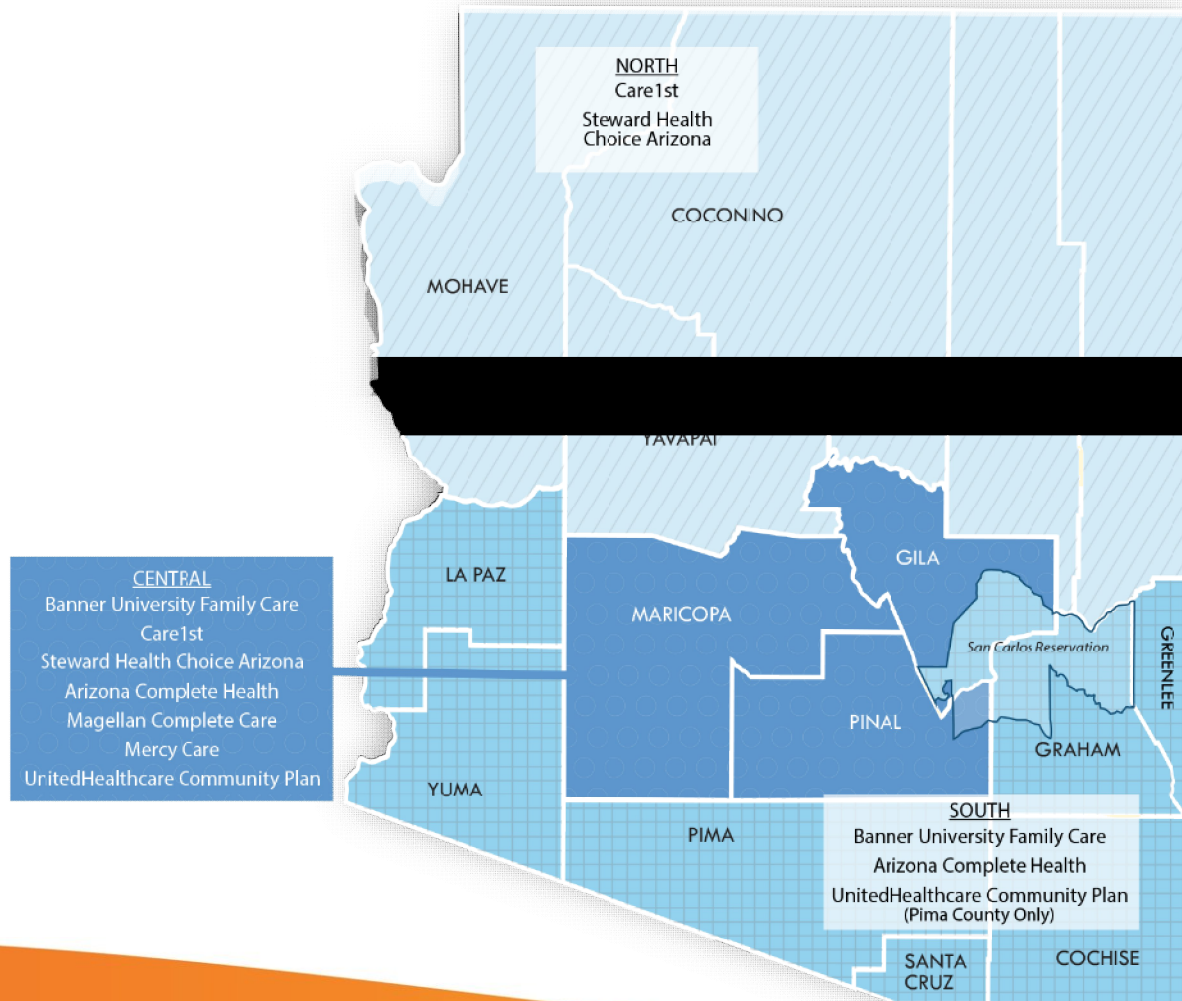 NORTH
Care1st
Steward Health
Choice Arizona
COCONINO
MOHAVE
YAVAPAI
CENTRAL
Banner University Family Care
Care1st
Steward Health Choice Arizona
Arizona Complete Health
Magellan Complete Care
Mercy Care
UnitedHealthcare Community Plan
LA PAZ
MARICOPA
GILA
San Carlos Reservation
GREENLEE
PINAL
GRAHAM
YUMA
PIMA
SOUTH
Banner University Family Care
Arizona Complete Health
UnitedHealthcare Community Plan
(Pima County Only)
SANTA
CRUZ
COCHISE